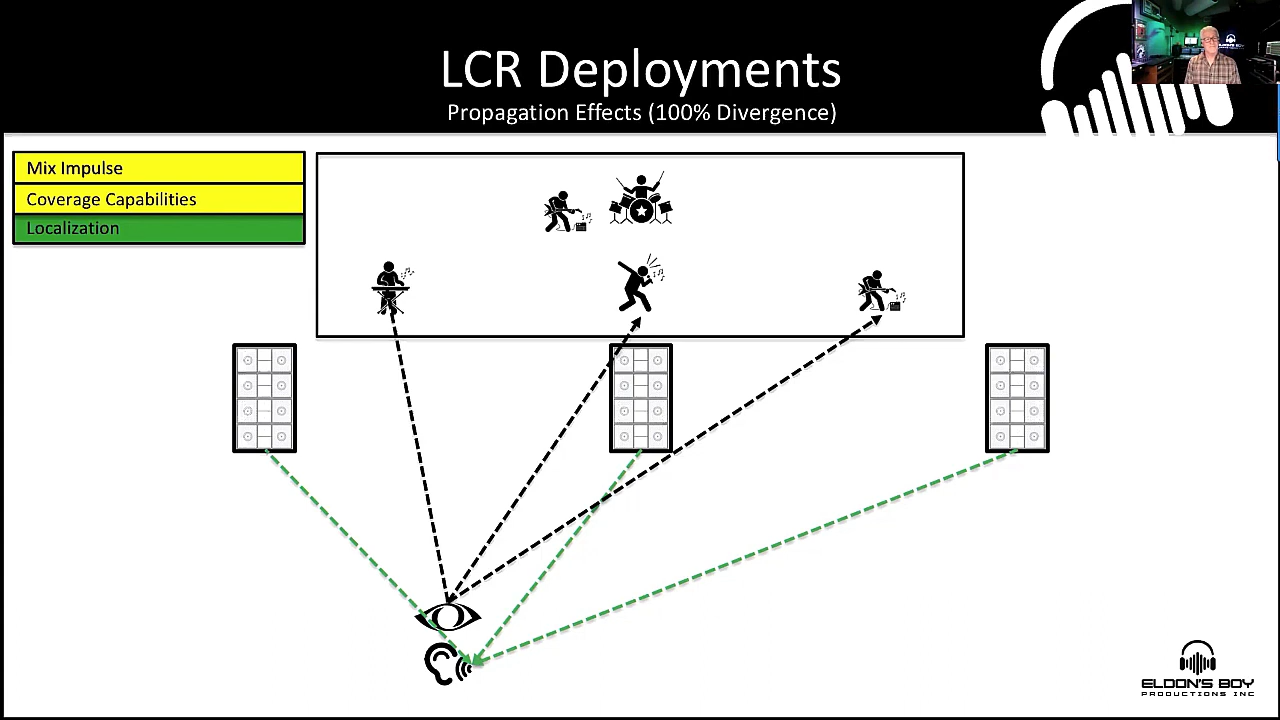 LCR Deployments
Propagation Effects (100% Divergence)
Mix Impulse
Coverage Capabilities
Localization
ELDON'S BOY
PRODUCTIONS INC